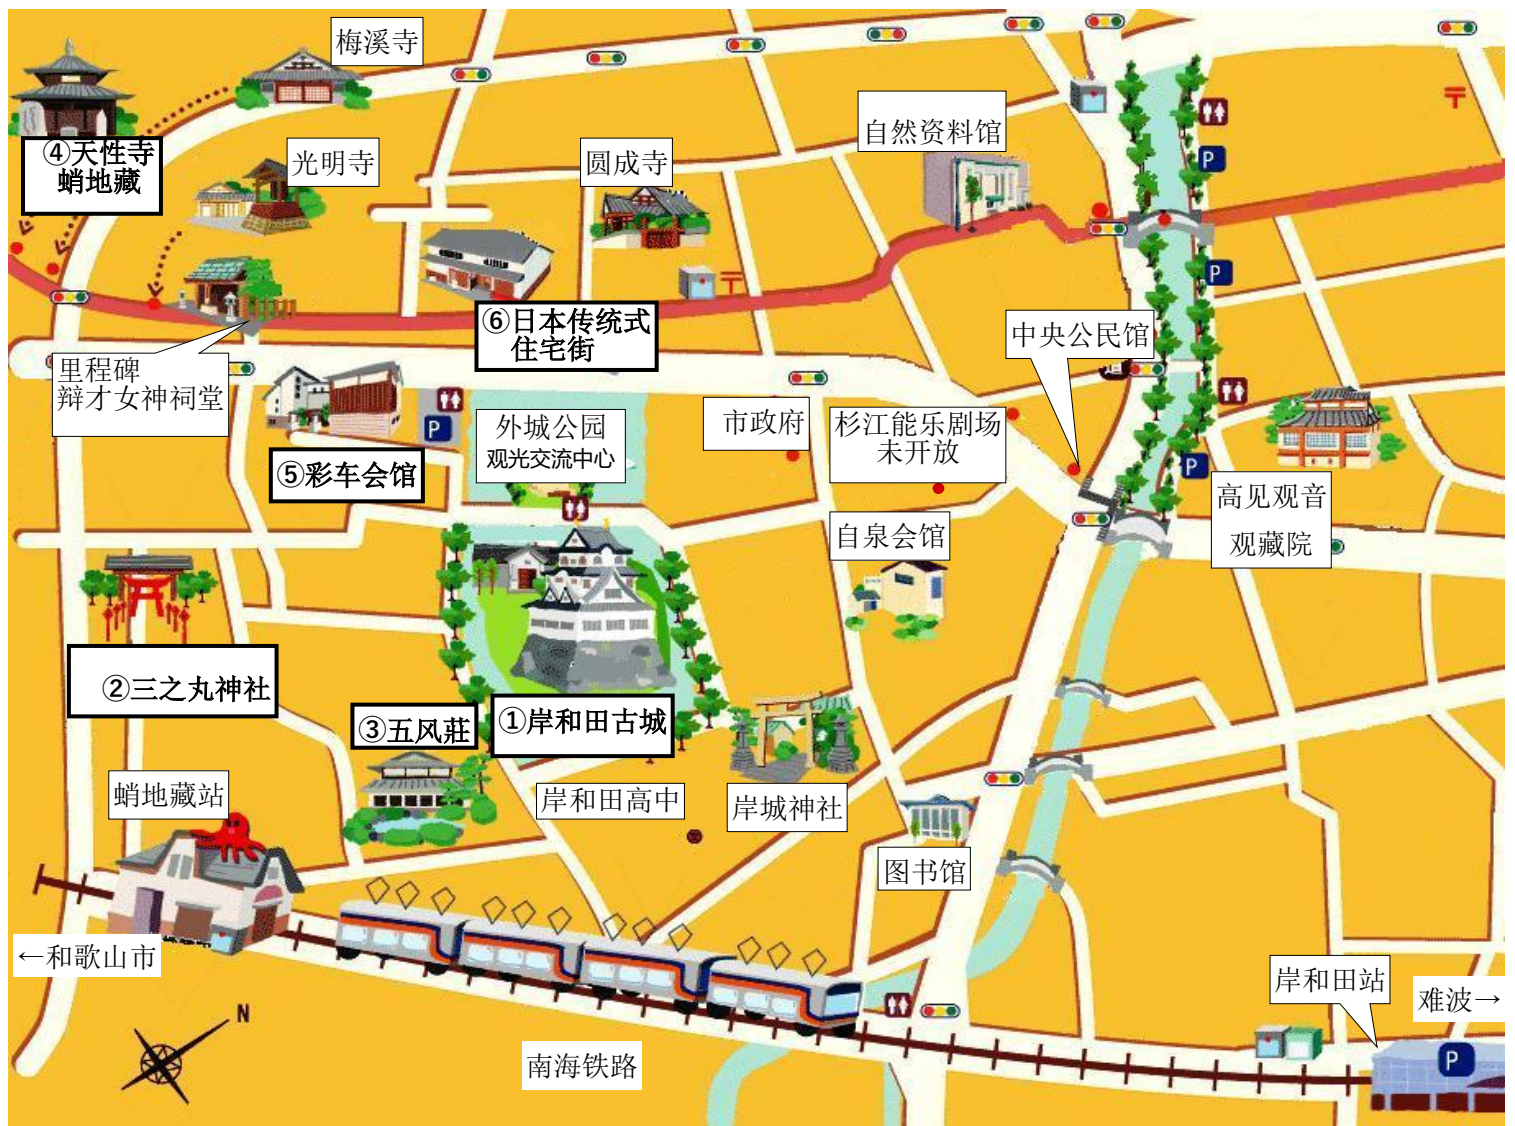 梅溪寺
④天性寺
蛸地藏
光明寺
圆成寺
自然资料馆
P
P
里程碑
辩才女神祠堂
⑥日本传统式
住宅街
中央公民馆
⑤彩车会馆
P
外城公园
观光交流中心
市政府
杉江能乐剧场
未开放
P
高见观音
观藏院
自泉会馆
②三之丸神社
③五风莊
①岸和田古城
岸和田高中
岸城神社
蛸地藏站
图书馆
←和歌山市
N
南海铁路
岸和田站
难波→
P